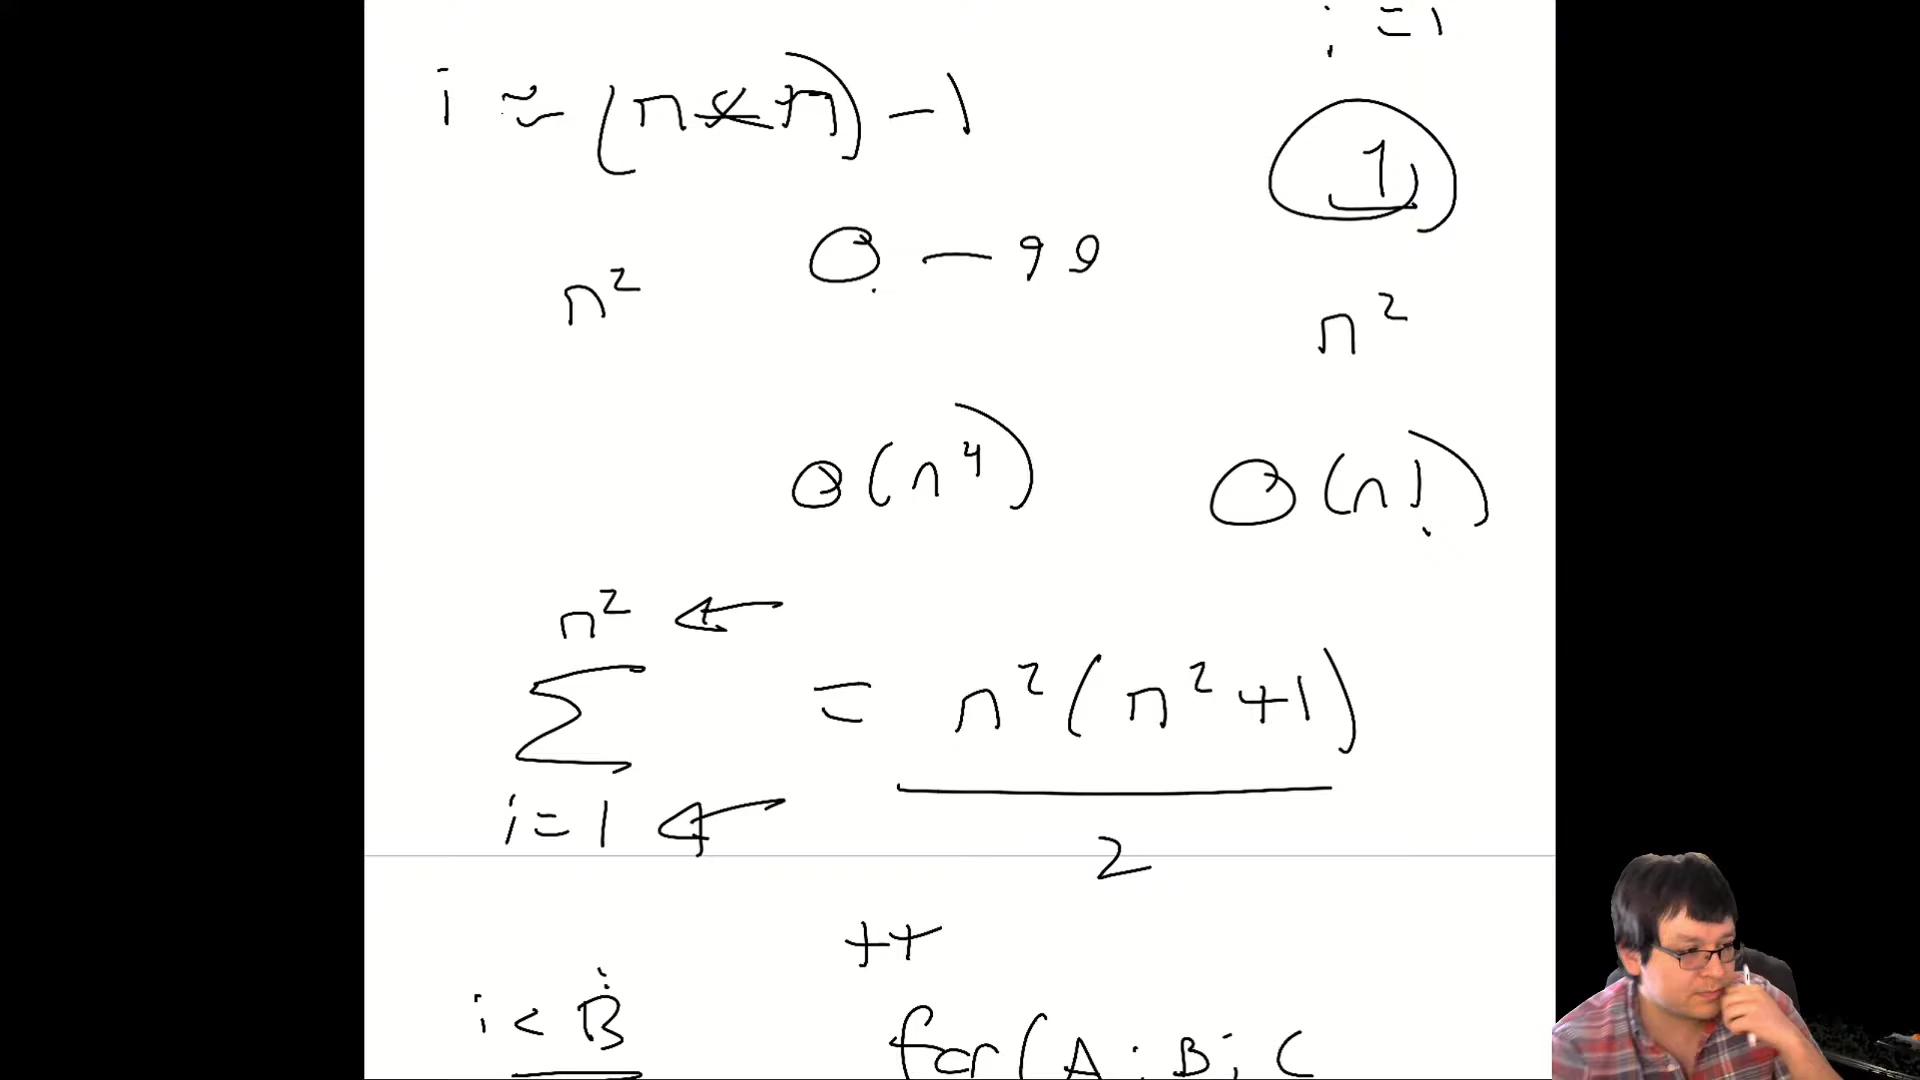 i = 1
i ≈ (n * n) - 1
1
0 - 99
n²
n²
Θ(n⁴) Θ(n!)
n²
∑ = n²(n² + 1)
i = 1
2
++
i < B
for(A; B; C